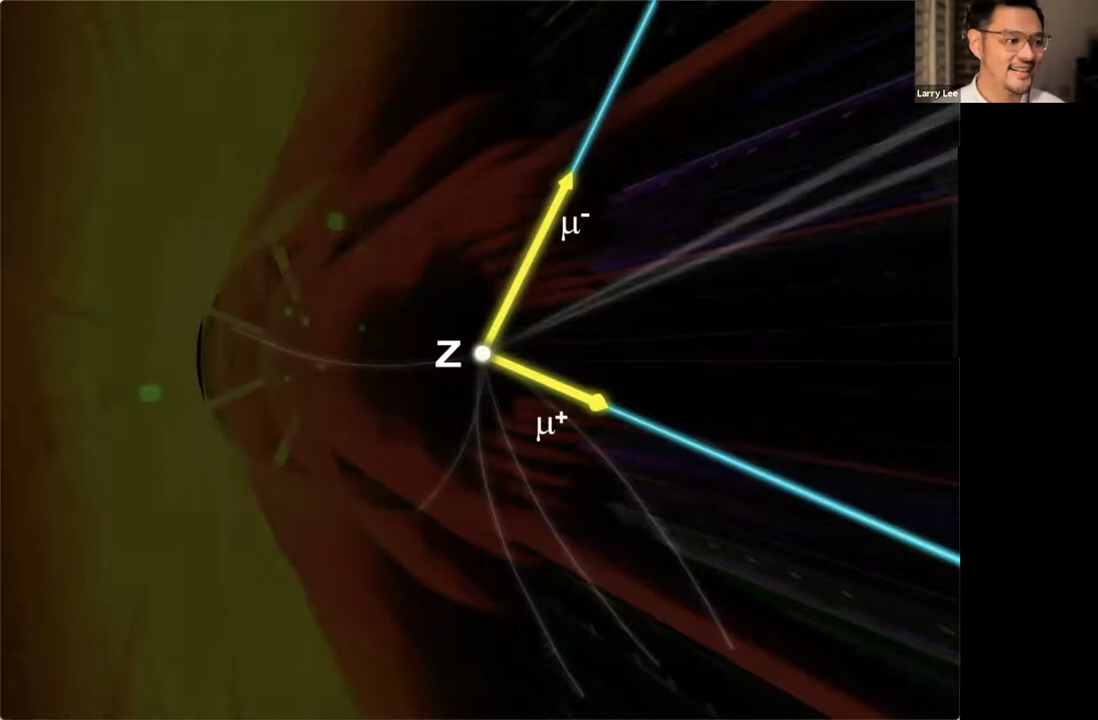 Larry Lee
μ⁻
Z
μ⁺